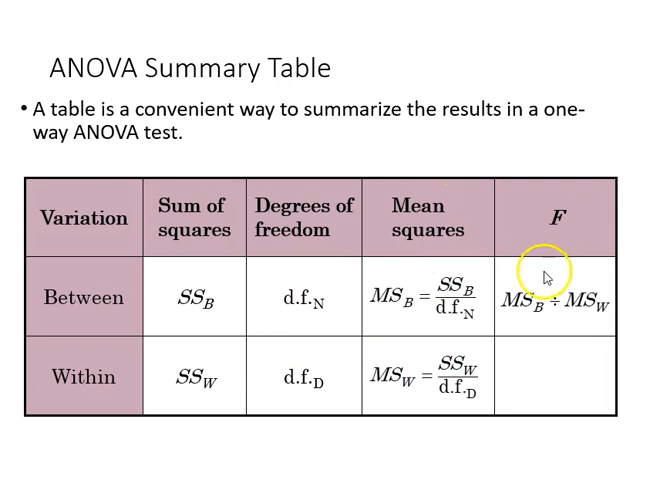 ANOVA Summary Table
• A table is a convenient way to summarize the results in a one-
way ANOVA test.
Variation | Sum of squares | Degrees of freedom | Mean squares | F
Between | SS_B | d.f._N | MS_B = SS_B / d.f._N | MS_B ÷ MS_W
Within | SS_W | d.f._D | MS_W = SS_W / d.f._D